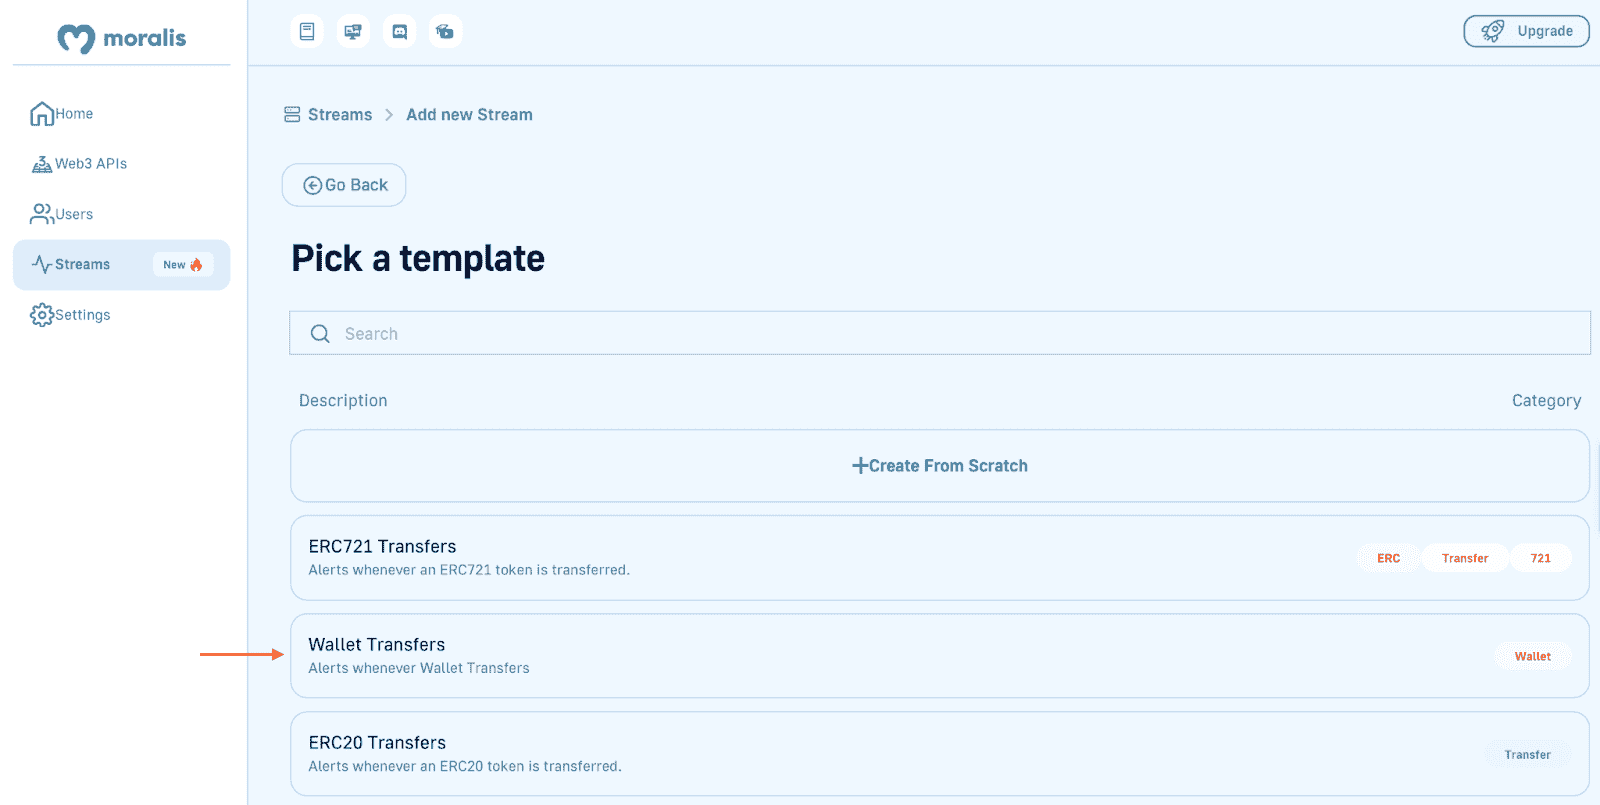 moralis
Upgrade
Home
Web3 APIs
Users
Streams New
Settings
Streams > Add new Stream
Go Back
Pick a template
Search
Description Category
Create From Scratch
ERC721 Transfers
Alerts whenever an ERC721 token is transferred.
ERC Transfer 721
Wallet Transfers
Alerts whenever Wallet Transfers
Wallet
ERC20 Transfers
Alerts whenever an ERC20 token is transferred.
Transfer